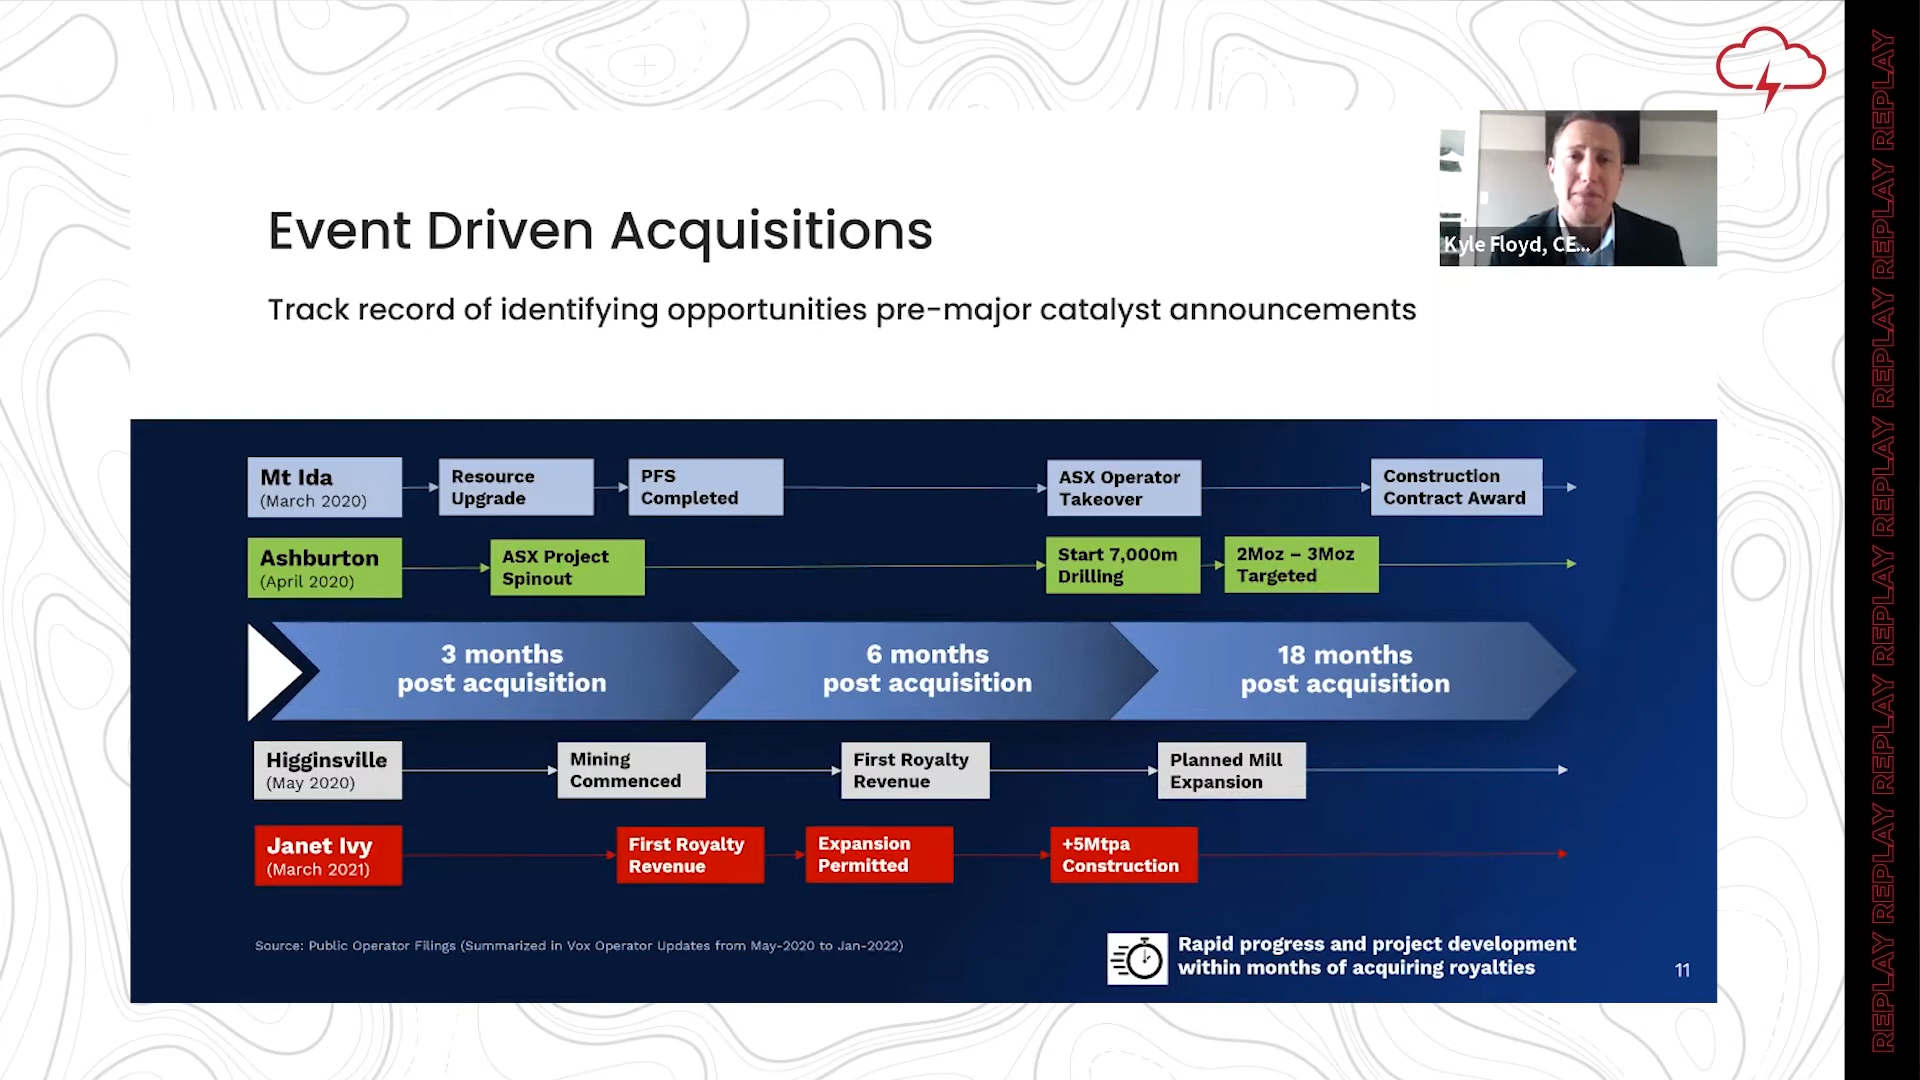 Event Driven Acquisitions
Track record of identifying opportunities pre-major catalyst announcements
Kyle Floyd, CE...
Mt Ida
(March 2020)
Resource
Upgrade
PFS
Completed
ASX Operator
Takeover
Construction
Contract Award
Ashburton
(April 2020)
ASX Project
Spinout
Start 7,000m
Drilling
2Moz – 3Moz
Targeted
3 months
post acquisition
6 months
post acquisition
18 months
post acquisition
Higginsville
(May 2020)
Mining
Commenced
First Royalty
Revenue
Planned Mill
Expansion
Janet Ivy
(March 2021)
First Royalty
Revenue
Expansion
Permitted
+5Mtpa
Construction
Source: Public Operator Filings (Summarized in Vox Operator Updates from May-2020 to Jan-2022)
Rapid progress and project development
within months of acquiring royalties
11
REPLAY REPLAY REPLAY REPLAY REPLAY REPLAY REPLAY REPLAY REPLAY REPLAY REPLAY REPLAY